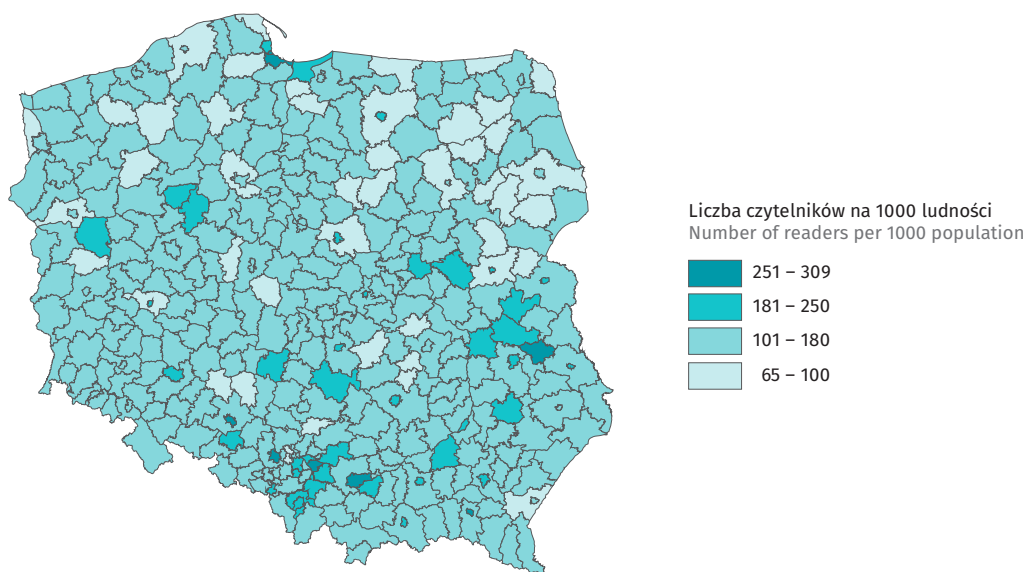 Liczba czytelników na 1000 ludności
Number of readers per 1000 population
251 – 309
181 – 250
101 – 180
65 – 100